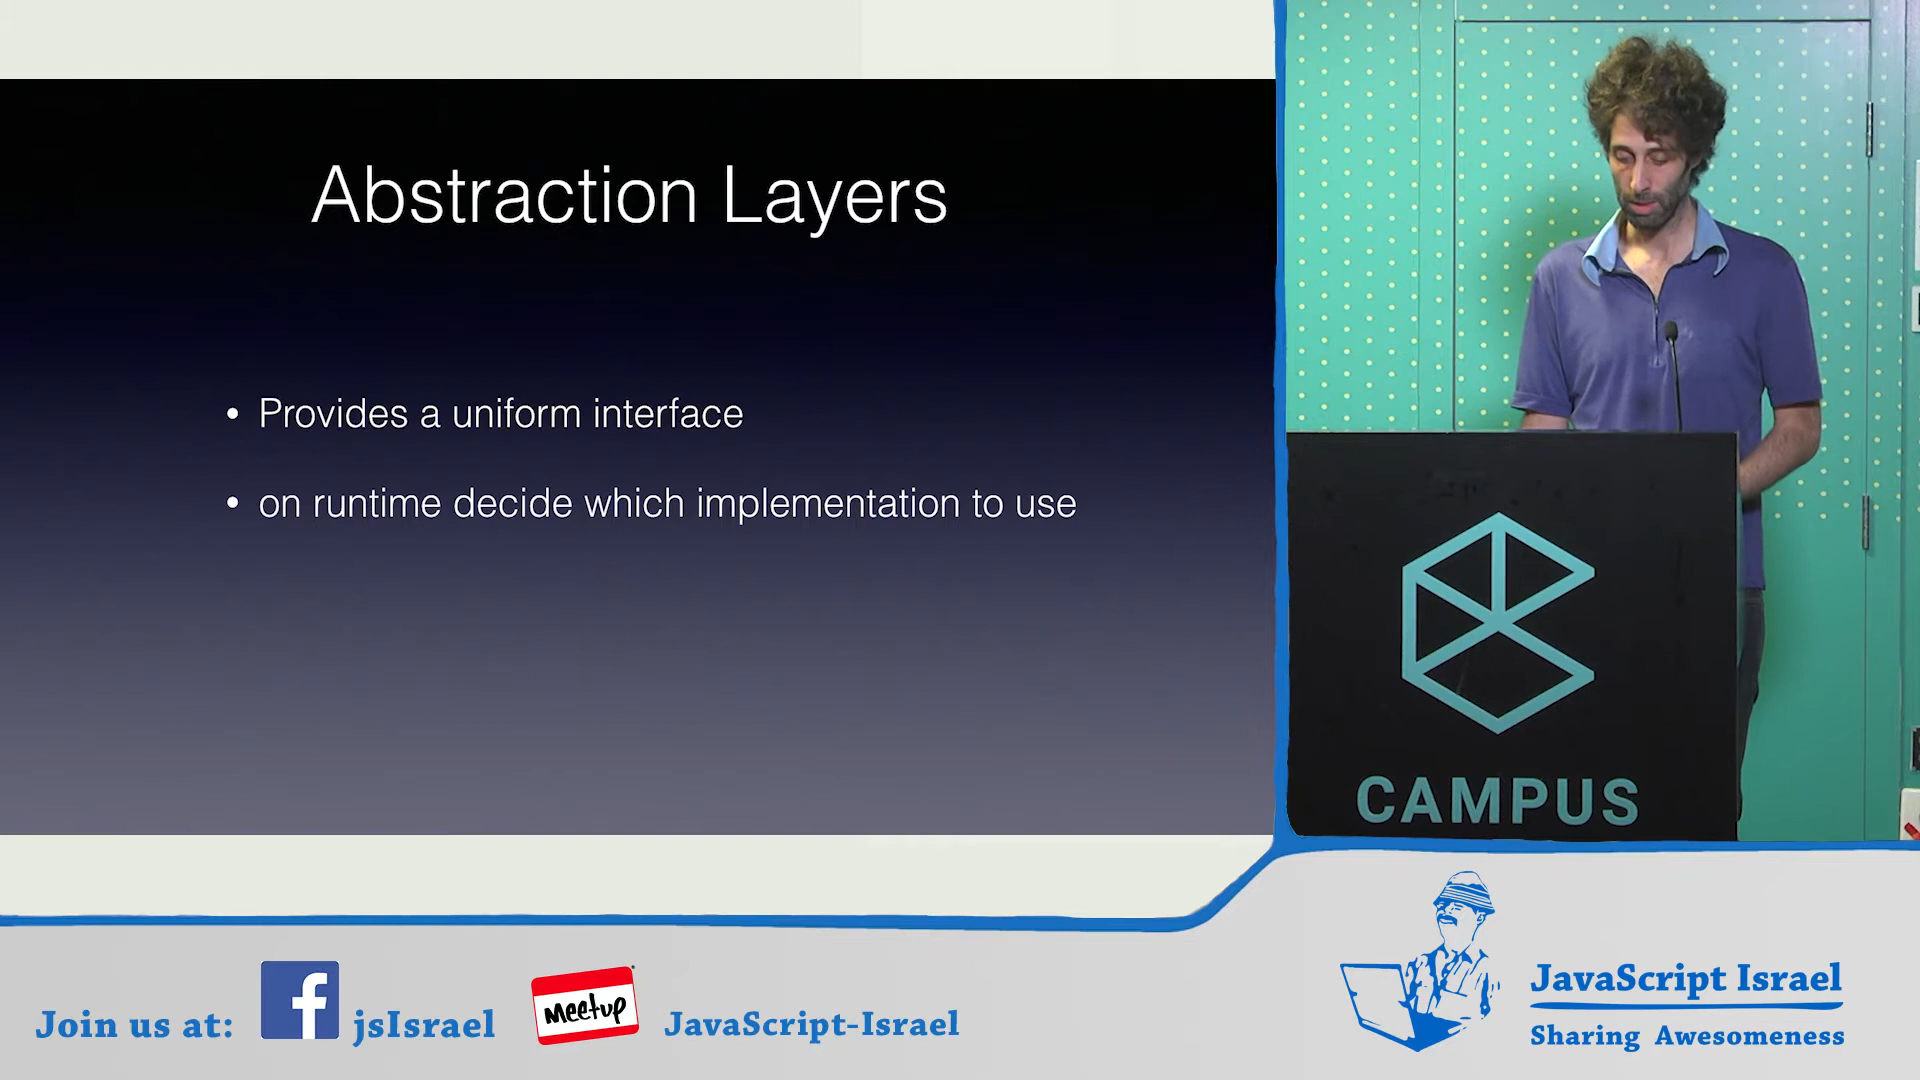 Abstraction Layers
• Provides a uniform interface
• on runtime decide which implementation to use
CAMPUS
Join us at:
f
jsIsrael
Meetup
JavaScript-Israel
JavaScript Israel
Sharing Awesomeness